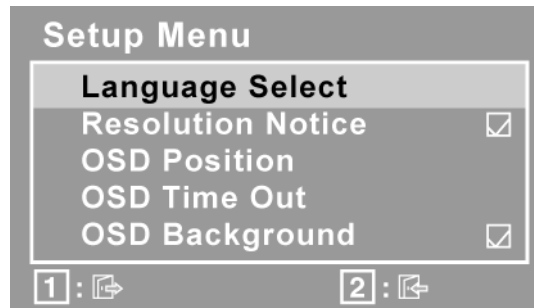 Setup Menu
Language Select
Resolution Notice
OSD Position
OSD Time Out
OSD Background
1 : 2 :